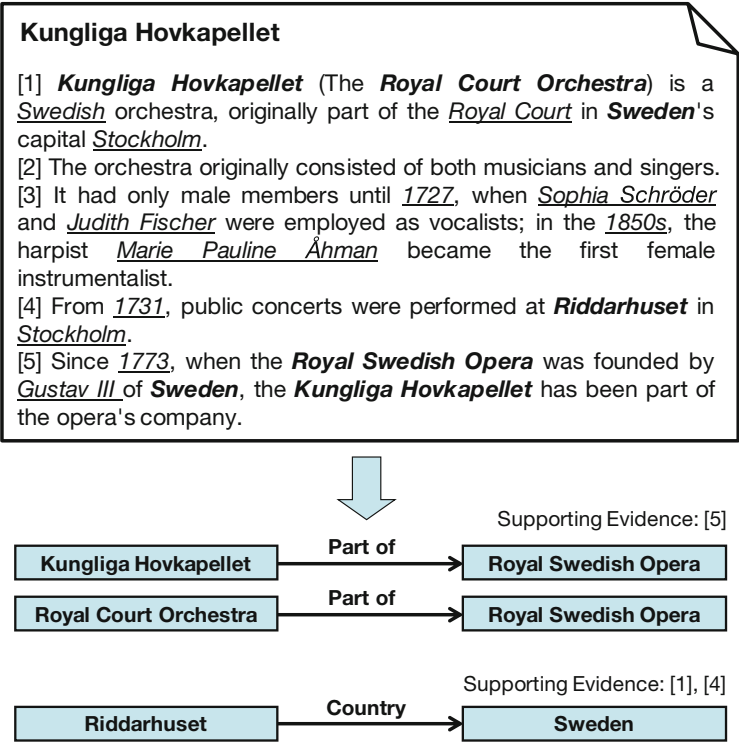 Kungliga Hovkapellet
[1] Kungliga Hovkapellet (The Royal Court Orchestra) is a
Swedish orchestra, originally part of the Royal Court in Sweden's
capital Stockholm.
[2] The orchestra originally consisted of both musicians and singers.
[3] It had only male members until 1727, when Sophia Schröder
and Judith Fischer were employed as vocalists; in the 1850s, the
harpist Marie Pauline Åhman became the first female
instrumentalist.
[4] From 1731, public concerts were performed at Riddarhuset in
Stockholm.
[5] Since 1773, when the Royal Swedish Opera was founded by
Gustav III of Sweden, the Kungliga Hovkapellet has been part of
the opera's company.
Supporting Evidence: [5]
Kungliga Hovkapellet Part of Royal Swedish Opera
Royal Court Orchestra Part of Royal Swedish Opera
Supporting Evidence: [1], [4]
Riddarhuset Country Sweden